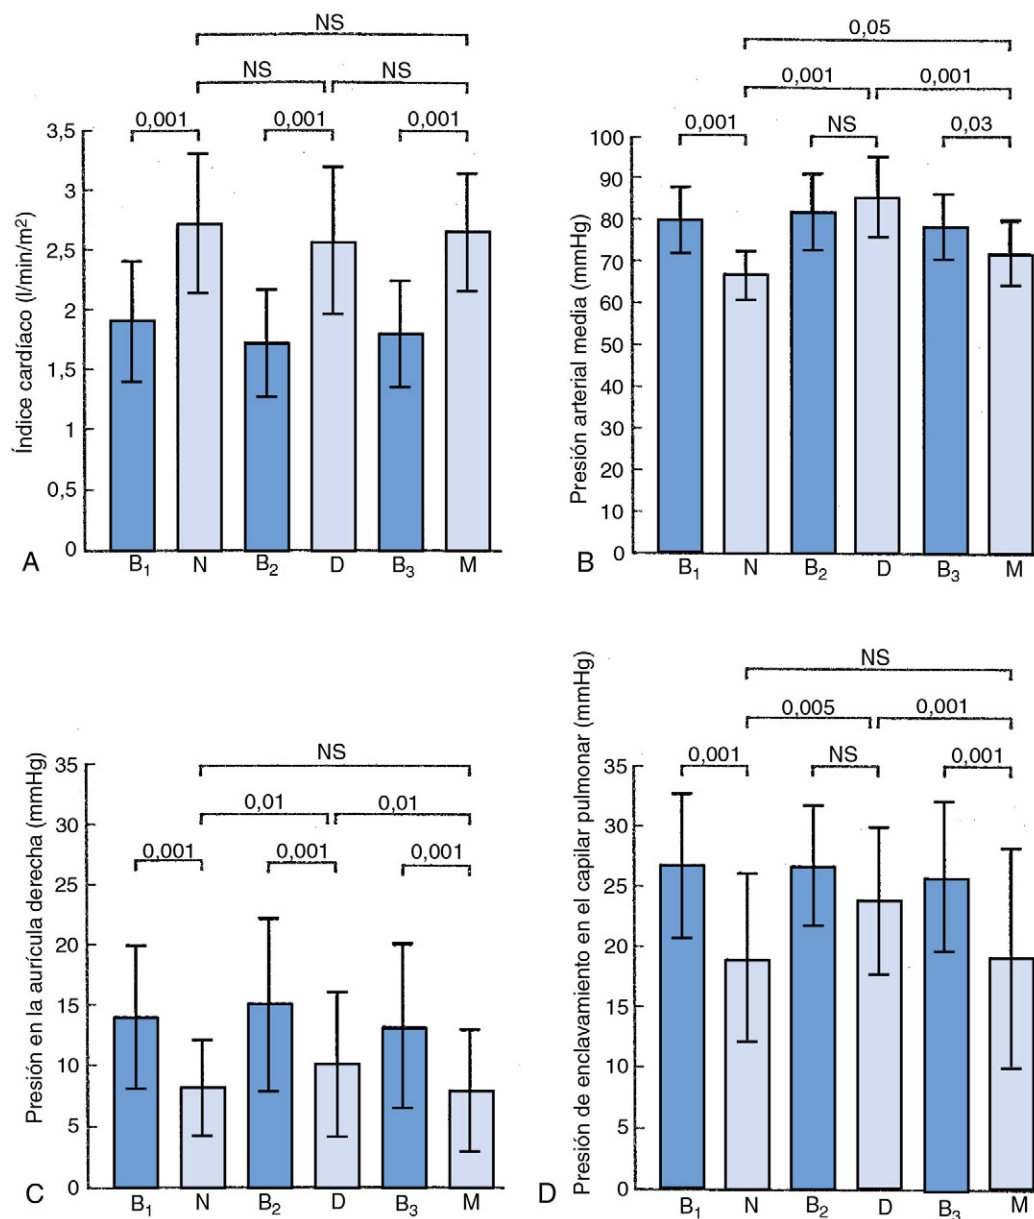 NS
NS NS
0,001 0,001 0,001
Índice cardíaco (l/min/m²)
3,5
3
2,5
2
1,5
1
0,5
0
B₁ N B₂ D B₃ M
A
0,05
0,001 0,001
0,001 NS 0,03
Presión arterial media (mmHg)
100
90
80
70
60
50
40
30
20
10
0
B₁ N B₂ D B₃ M
B
NS
0,01 0,01
0,001 0,001 0,001
Presión en la aurícula derecha (mmHg)
35
30
25
20
15
10
5
0
B₁ N B₂ D B₃ M
C
NS
0,005 0,001
0,001 NS 0,001
Presión de enclavamiento en el capilar pulmonar (mmHg)
35
30
25
20
15
10
5
0
B₁ N B₂ D B₃ M
D